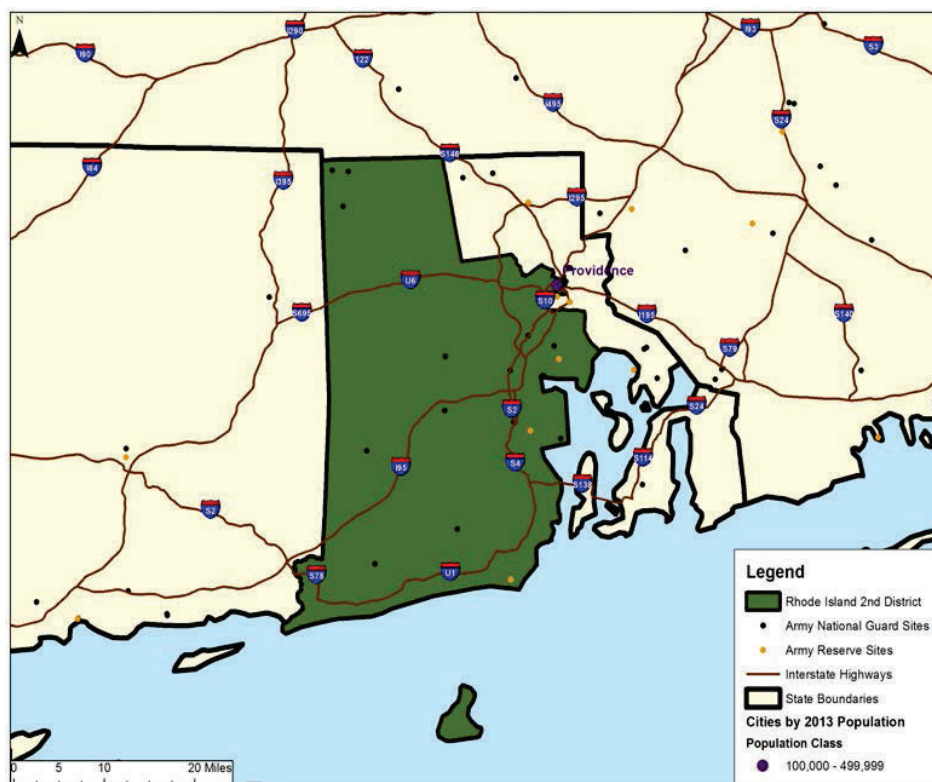 N
I290
I93
I90
S3
I22
I495
S24
S146
I84
I395
I295
Providence
U6
S10
S695
I195
S140
S79
S24
S2
S114
I95
S4
S138
S2
S78
U1
Legend
Rhode Island 2nd District
Army National Guard Sites
Army Reserve Sites
Interstate Highways
State Boundaries
Cities by 2013 Population
Population Class
100,000 - 499,999
0 5 10 20 Miles